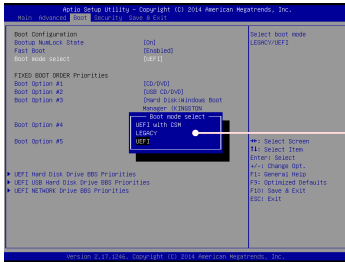 Aptio Setup Utility - Copyright (C) 2014 American Megatrends, Inc.
Main Advanced Boot Security Save & Exit
Boot Configuration
Bootup NumLock State [On]
Fast Boot [Enabled]
Boot mode select [UEFI]
FIXED BOOT ORDER Priorities
Boot Option #1 [CD/DVD]
Boot Option #2 [USB CD/DVD]
Boot Option #3 [Hard Disk:Windows Boot
Manager (KINGSTON
Boot mode select
UEFI with CSM
LEGACY
UEFI
Boot Option #4
Boot Option #5
UEFI Hard Disk Drive BBS Priorities
UEFI USB Hard Disk Drive BBS Priorities
UEFI NETWORK Drive BBS Priorities
Select boot mode
LEGACY/UEFI
→←: Select Screen
↑↓: Select Item
Enter: Select
+/-: Change Opt.
F1: General Help
F9: Optimized Defaults
F10: Save & Exit
ESC: Exit
Version 2.17.1246. Copyright (C) 2014 American Megatrends, Inc.